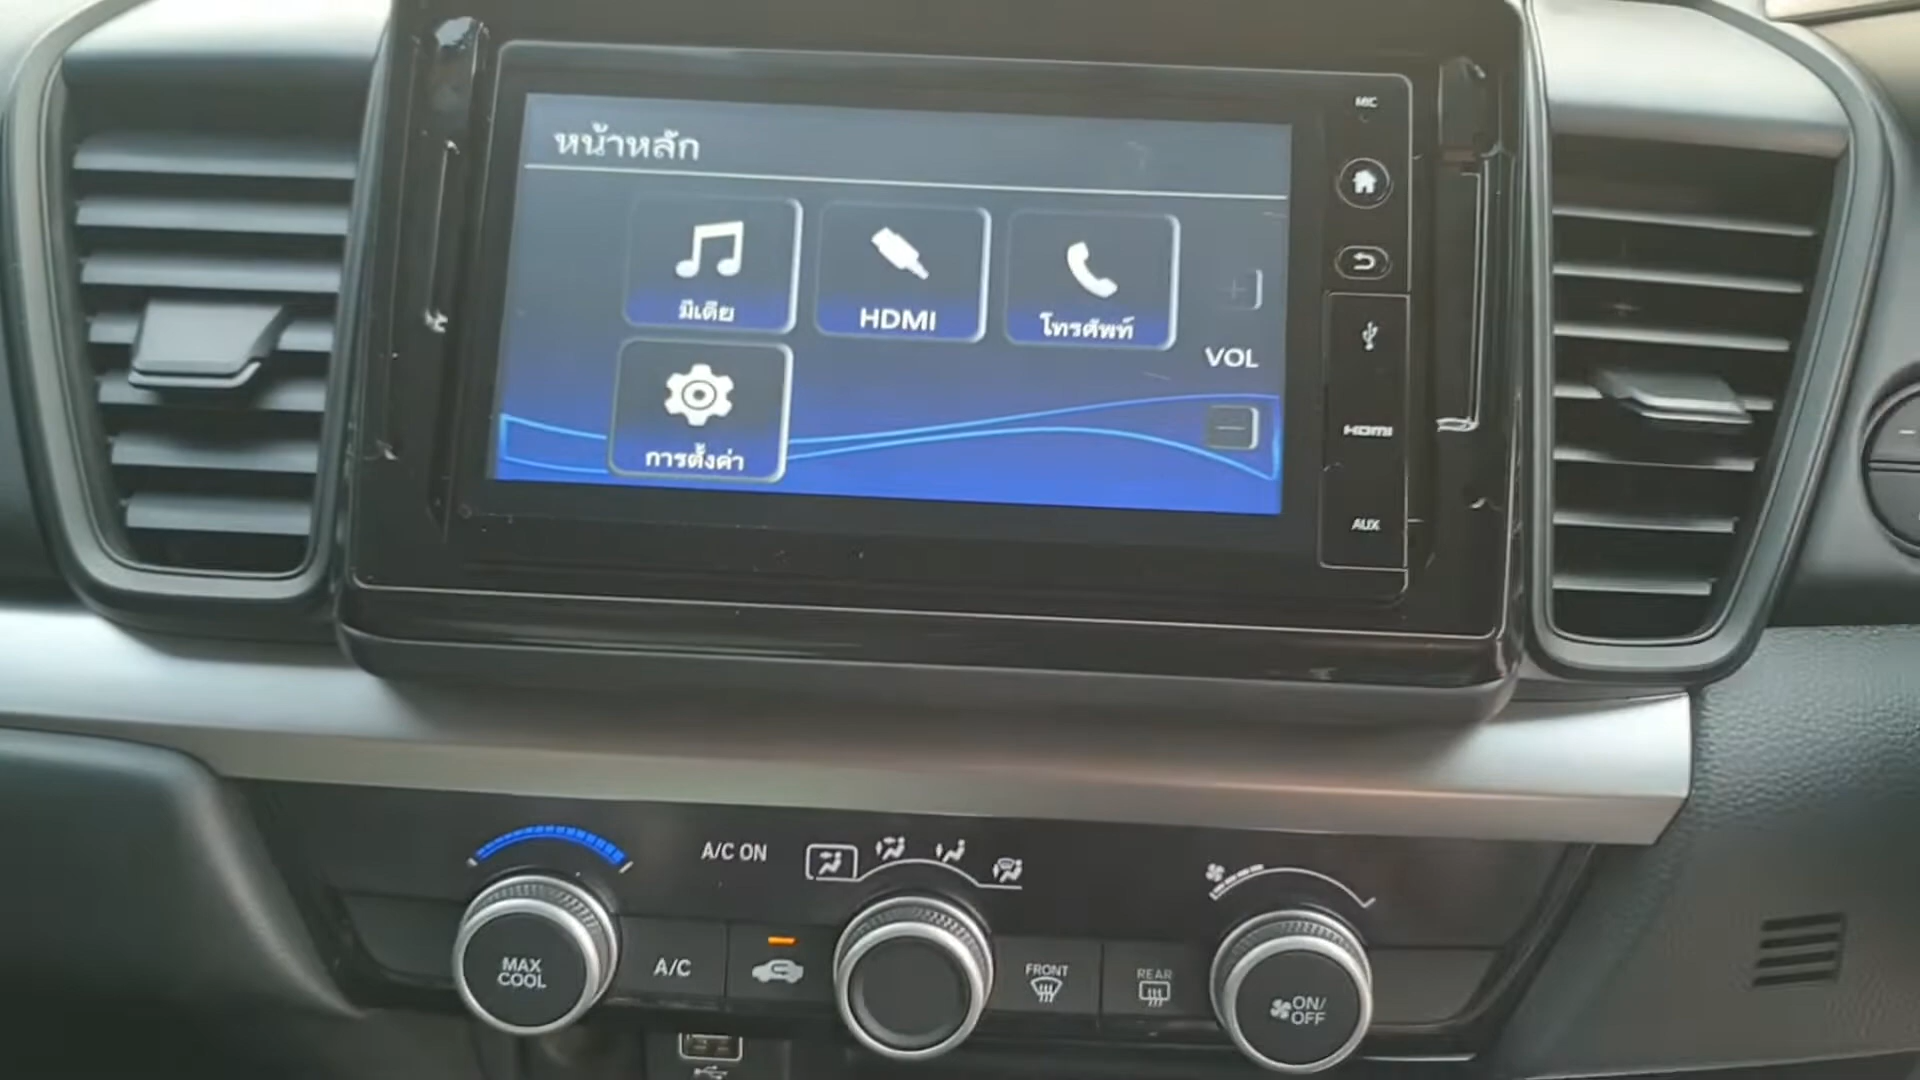 MIC
หน้าหลัก
มีเดีย
HDMI
โทรศัพท์
VOL
HDMI
การตั้งค่า
AUX
A/C ON
MAX
COOL
A/C
FRONT
REAR
ON/
OFF